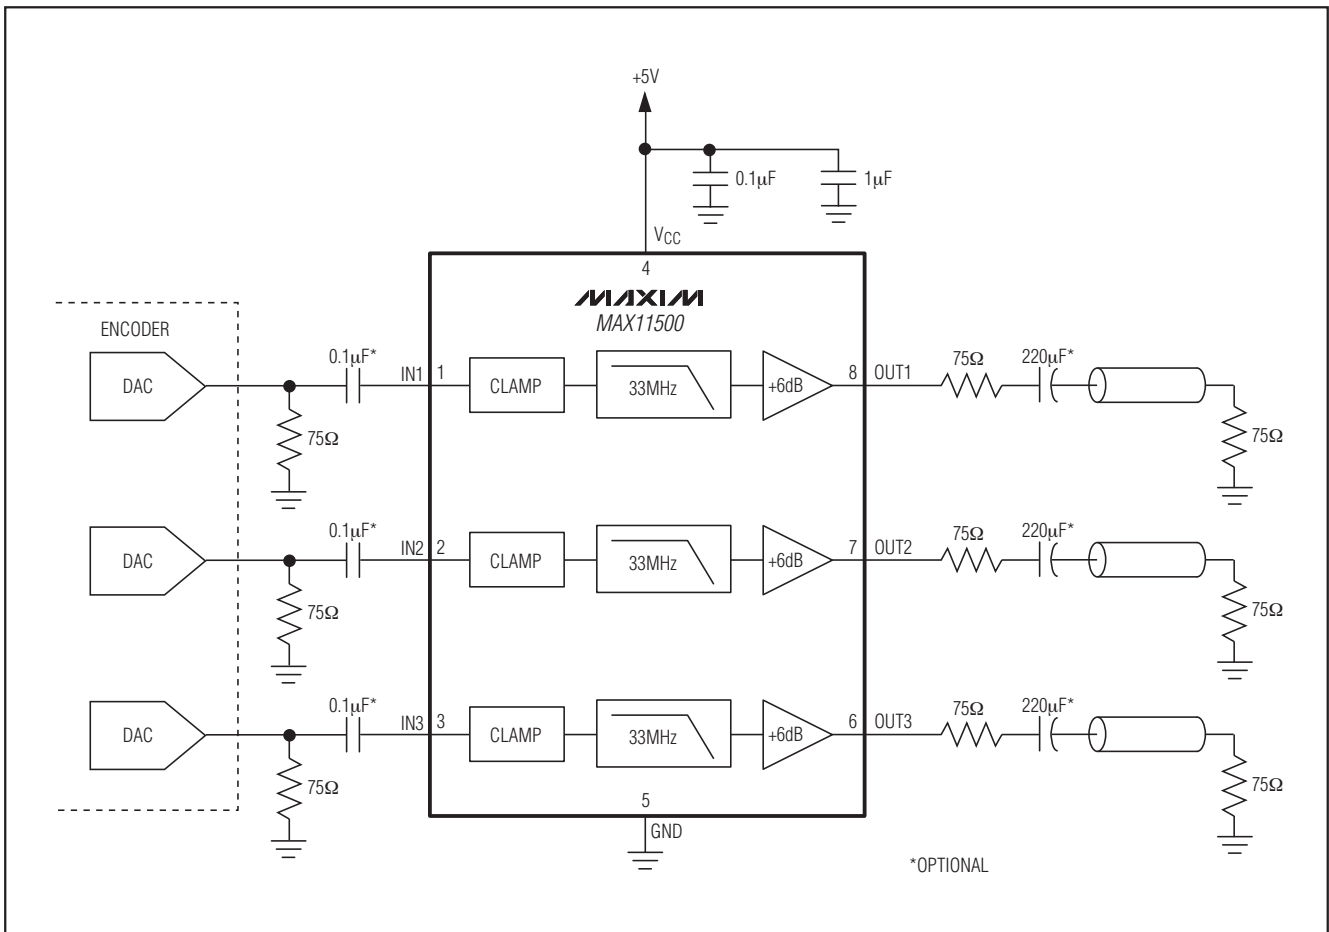 +5V
0.1µF
1µF
VCC
4
MAXIM
MAX11500
ENCODER
DAC
75Ω
0.1µF*
IN1
1
CLAMP
33MHz
+6dB
8
OUT1
75Ω
220µF*
75Ω
DAC
75Ω
0.1µF*
IN2
2
CLAMP
33MHz
+6dB
7
OUT2
75Ω
220µF*
75Ω
DAC
75Ω
0.1µF*
IN3
3
CLAMP
33MHz
+6dB
6
OUT3
75Ω
220µF*
75Ω
5
GND
*OPTIONAL